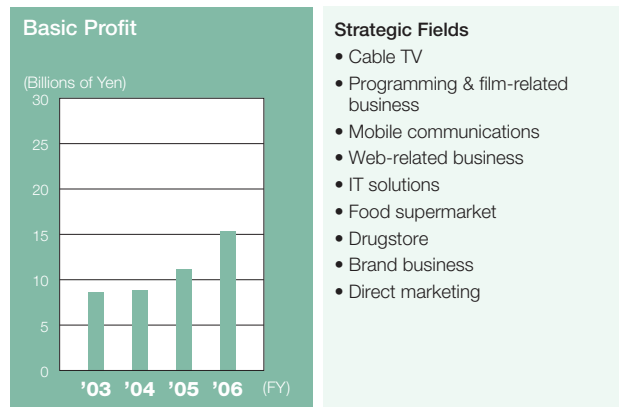 Basic Profit
(Billions of Yen)
30
25
20
15
10
5
0
’03 ’04 ’05 ’06 (FY)
Strategic Fields
• Cable TV
• Programming & film-related
business
• Mobile communications
• Web-related business
• IT solutions
• Food supermarket
• Drugstore
• Brand business
• Direct marketing